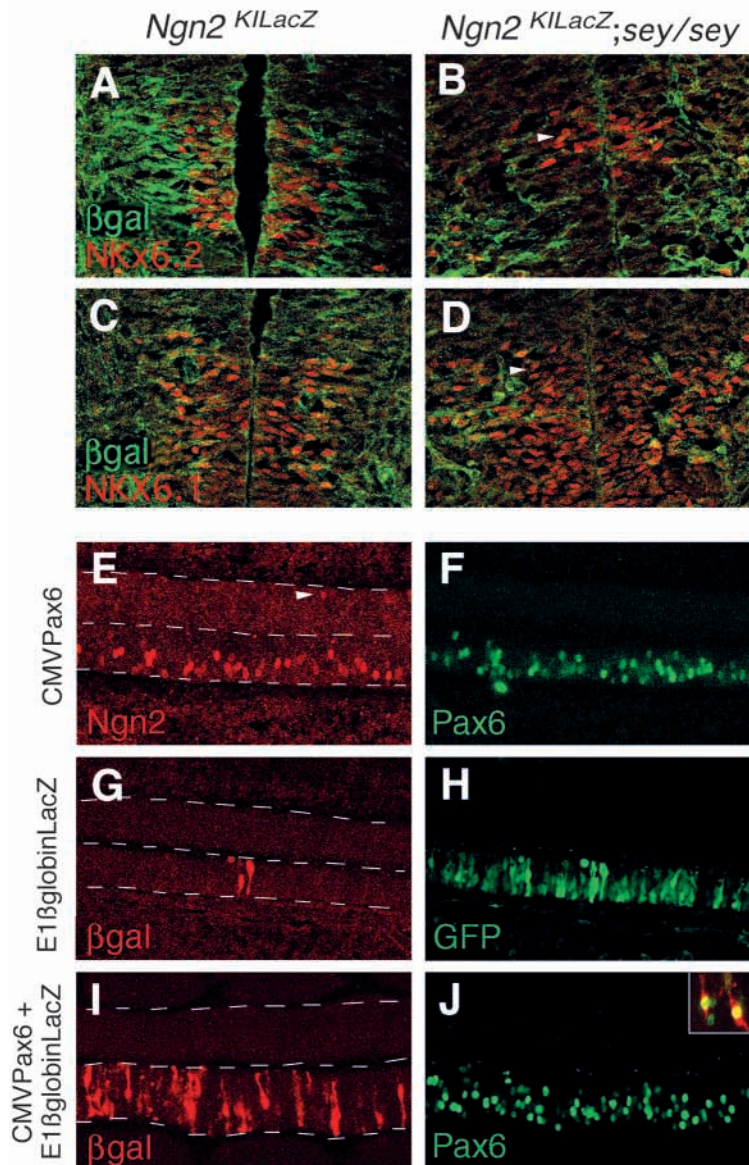 Ngn2 KILacZ
Ngn2 KILacZ;sey/sey
A
βgal
NKx6.2
B
C
βgal
NKX6.1
D
CMVPax6
E
Ngn2
F
Pax6
E1βglobinLacZ
G
βgal
H
GFP
CMVPax6 +
E1βglobinLacZ
I
βgal
J
Pax6